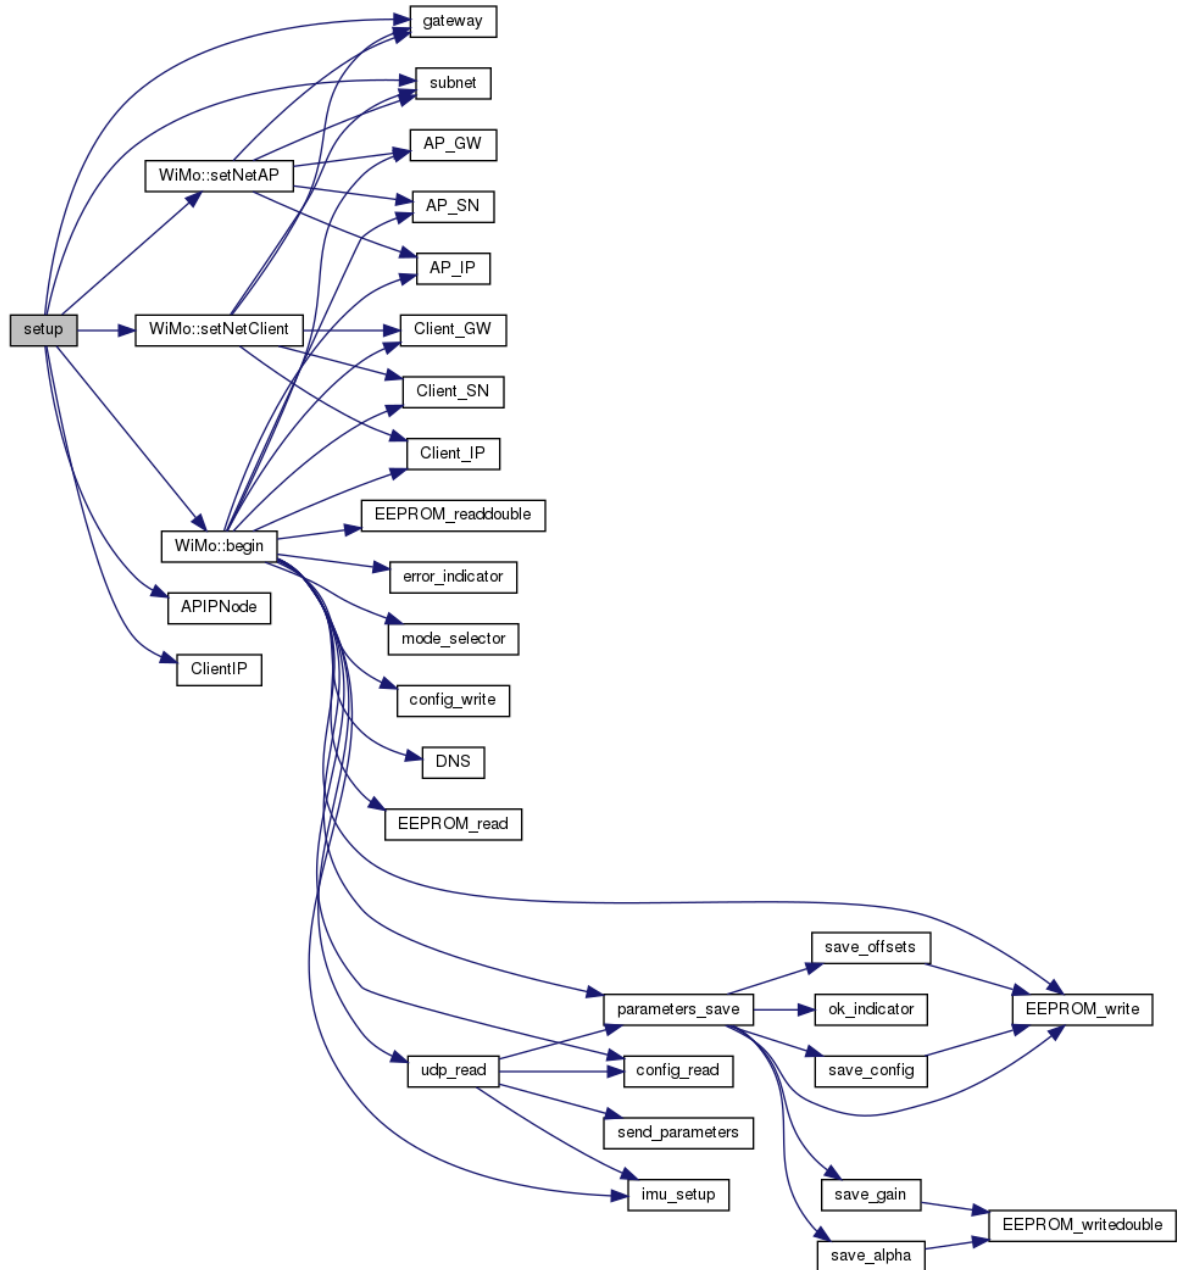 gateway
subnet
AP_GW
WiMo::setNetAP
AP_SN
AP_IP
setup
WiMo::setNetClient
Client_GW
Client_SN
Client_IP
EEPROM_readdouble
WiMo::begin
error_indicator
APIPNode
mode_selector
ClientIP
config_write
DNS
EEPROM_read
save_offsets
parameters_save
ok_indicator
EEPROM_write
udp_read
config_read
save_config
send_parameters
imu_setup
save_gain
EEPROM_writedouble
save_alpha